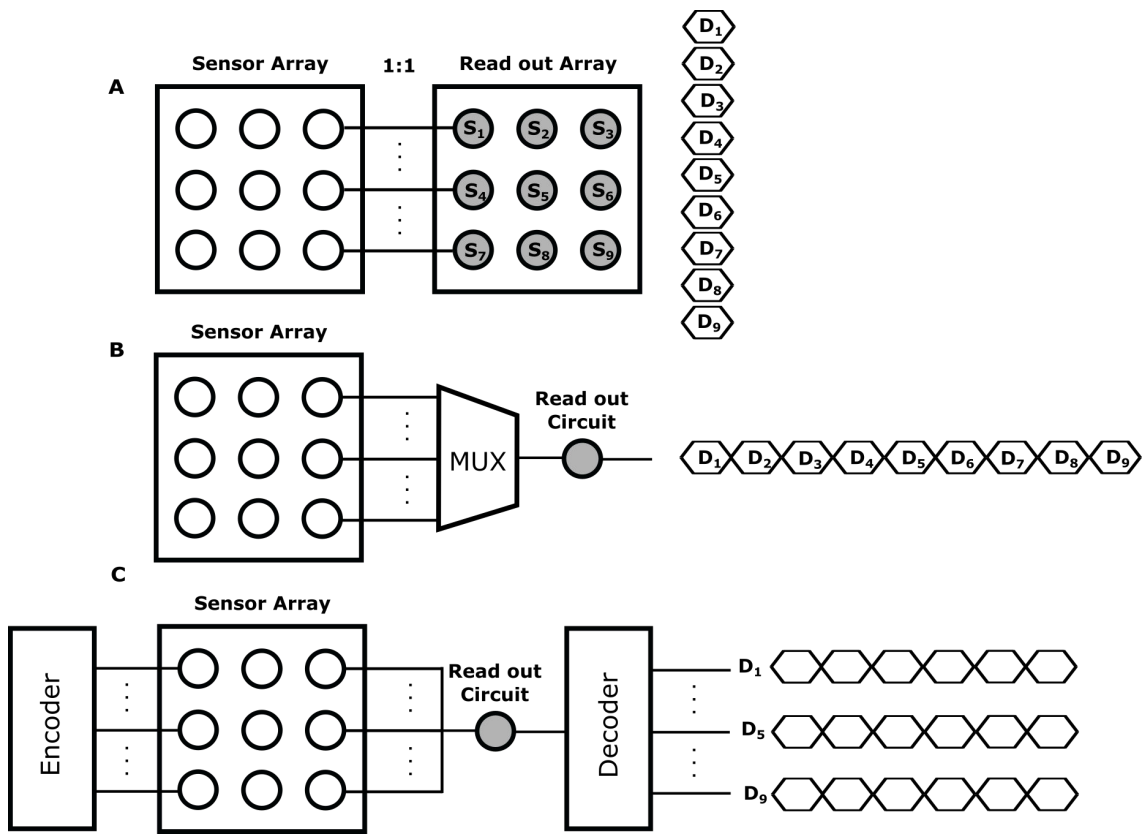 A
Sensor Array 1:1 Read out Array
S₁ S₂ S₃
S₄ S₅ S₆
S₇ S₈ S₉
D₁
D₂
D₃
D₄
D₅
D₆
D₇
D₈
D₉
B
Sensor Array
MUX
Read out
Circuit
D₁ D₂ D₃ D₄ D₅ D₆ D₇ D₈ D₉
C
Encoder
Sensor Array
Read out
Circuit
Decoder
D₁
D₅
D₉